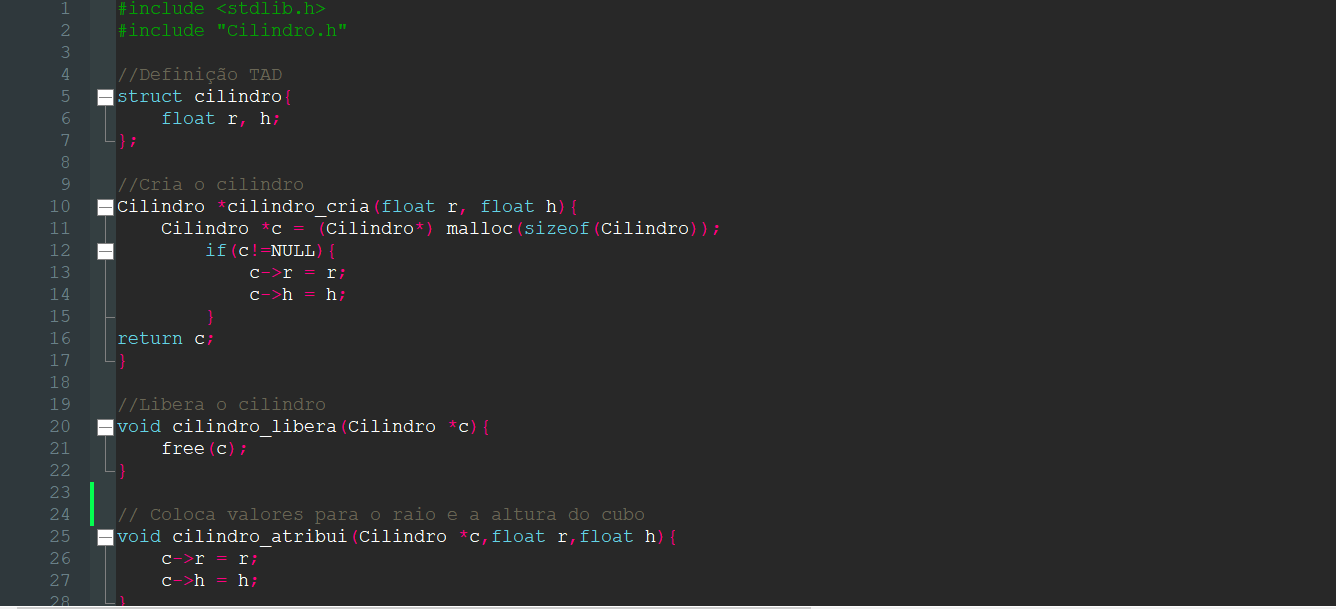 1 #include <stdlib.h>
2 #include "Cilindro.h"
3
4 //Definição TAD
5 struct cilindro{
6 float r, h;
7 };
8
9 //Cria o cilindro
10 Cilindro *cilindro_cria(float r, float h){
11 Cilindro *c = (Cilindro*) malloc(sizeof(Cilindro));
12 if(c!=NULL){
13 c->r = r;
14 c->h = h;
15 }
16 return c;
17 }
18
19 //Libera o cilindro
20 void cilindro_libera(Cilindro *c){
21 free(c);
22 }
23
24 // Coloca valores para o raio e a altura do cubo
25 void cilindro_atribui(Cilindro *c,float r,float h){
26 c->r = r;
27 c->h = h;
28 }